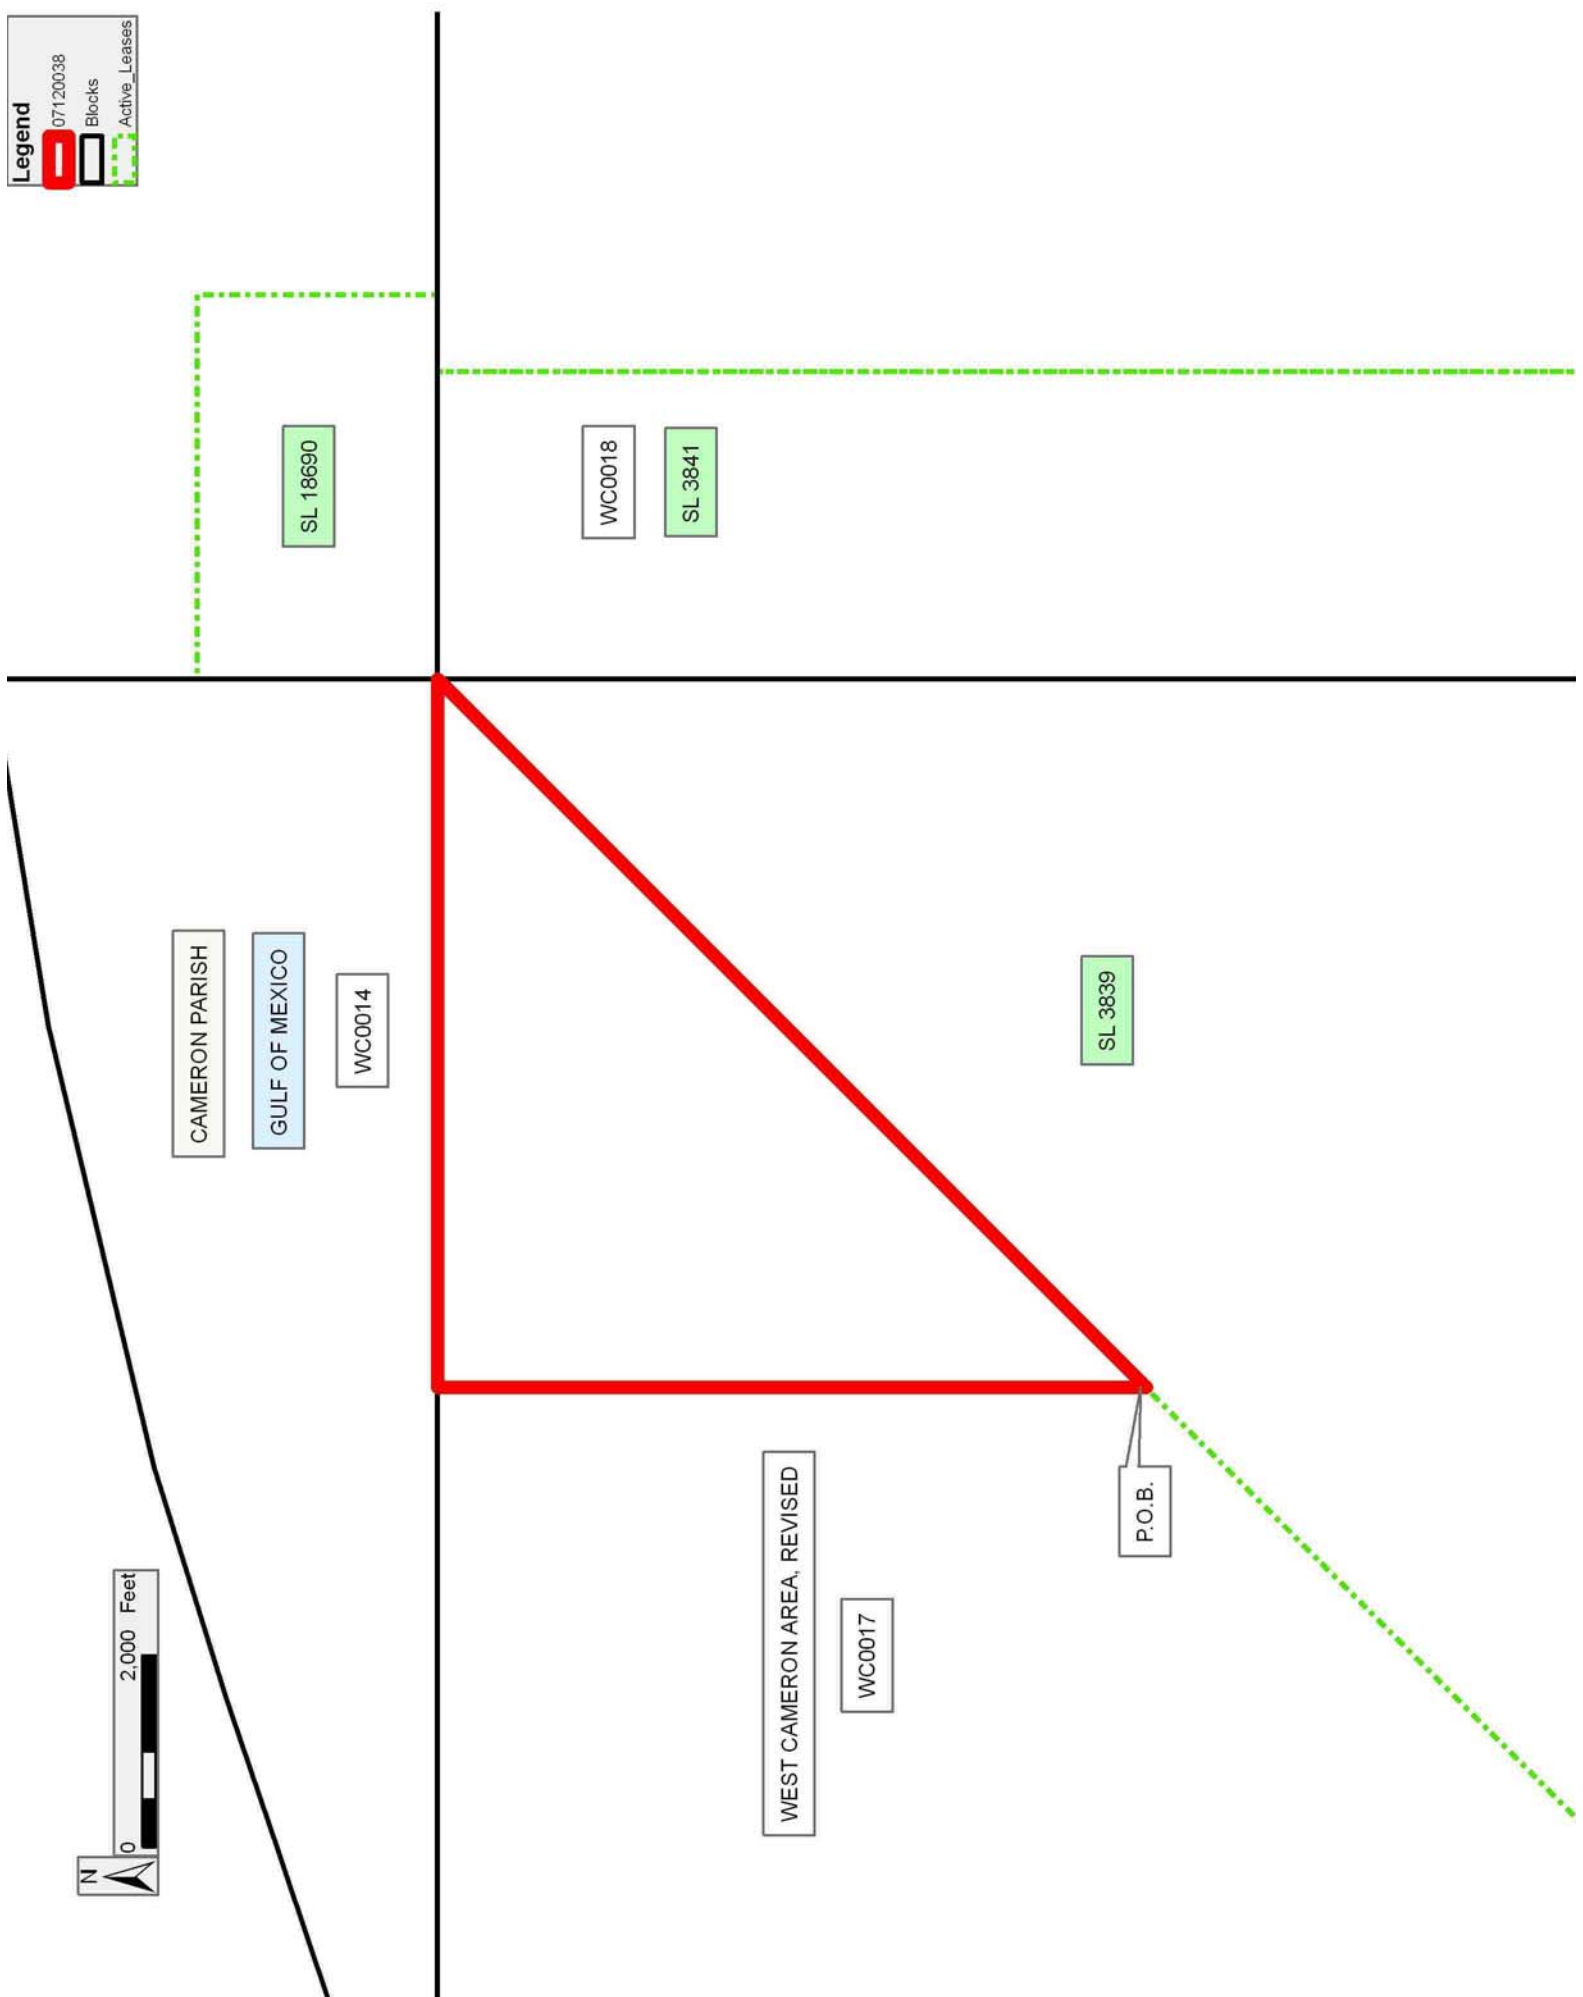 Legend
07120038
Blocks
Active_Leases
SL 18690
WC0018
SL 3841
CAMERON PARISH
GULF OF MEXICO
WC0014
SL 3839
WEST CAMERON AREA, REVISED
WC0017
P.O.B.
0 2,000 Feet
N